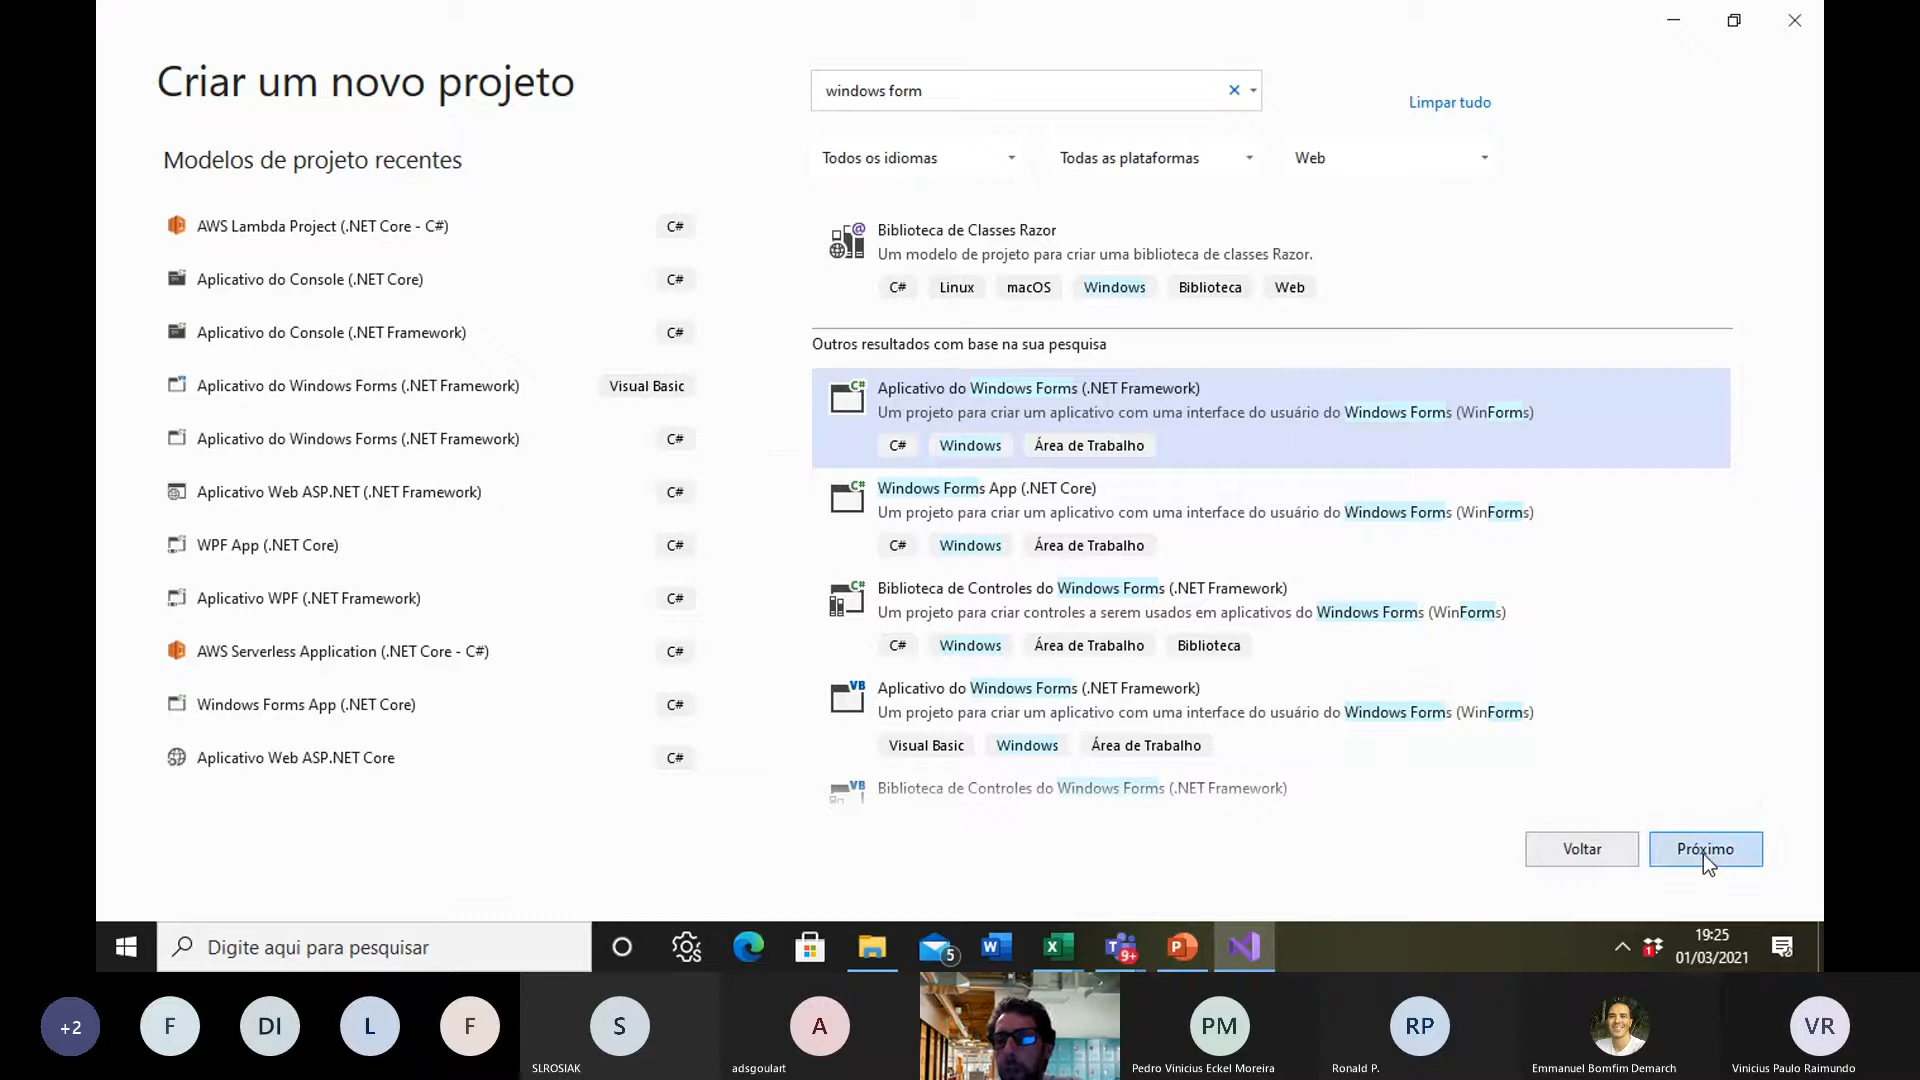 Criar um novo projeto
Modelos de projeto recentes
AWS Lambda Project (.NET Core - C#)
C#
Aplicativo do Console (.NET Core)
C#
Aplicativo do Console (.NET Framework)
C#
Aplicativo do Windows Forms (.NET Framework)
Visual Basic
Aplicativo do Windows Forms (.NET Framework)
C#
Aplicativo Web ASP.NET (.NET Framework)
C#
WPF App (.NET Core)
C#
Aplicativo WPF (.NET Framework)
C#
AWS Serverless Application (.NET Core - C#)
C#
Windows Forms App (.NET Core)
C#
Aplicativo Web ASP.NET Core
C#
windows form
Limpar tudo
Todos os idiomas
Todas as plataformas
Web
Biblioteca de Classes Razor
Um modelo de projeto para criar uma biblioteca de classes Razor.
C# Linux macOS Windows Biblioteca Web
Outros resultados com base na sua pesquisa
Aplicativo do Windows Forms (.NET Framework)
Um projeto para criar um aplicativo com uma interface do usuário do Windows Forms (WinForms)
C# Windows Área de Trabalho
Windows Forms App (.NET Core)
Um projeto para criar um aplicativo com uma interface do usuário do Windows Forms (WinForms)
C# Windows Área de Trabalho
Biblioteca de Controles do Windows Forms (.NET Framework)
Um projeto para criar controles a serem usados em aplicativos do Windows Forms (WinForms)
C# Windows Área de Trabalho Biblioteca
Aplicativo do Windows Forms (.NET Framework)
Um projeto para criar um aplicativo com uma interface do usuário do Windows Forms (WinForms)
Visual Basic Windows Área de Trabalho
Biblioteca de Controles do Windows Forms (.NET Framework)
Voltar
Próximo
Digite aqui para pesquisar
5
9+
1
19:25
01/03/2021
+2
F
DI
L
F
S
SLROSIAK
A
adsgoulart
PM
Pedro Vinicius Eckel Moreira
RP
Ronald P.
Emmanuel Bomfim Demarch
VR
Vinicius Paulo Raimundo